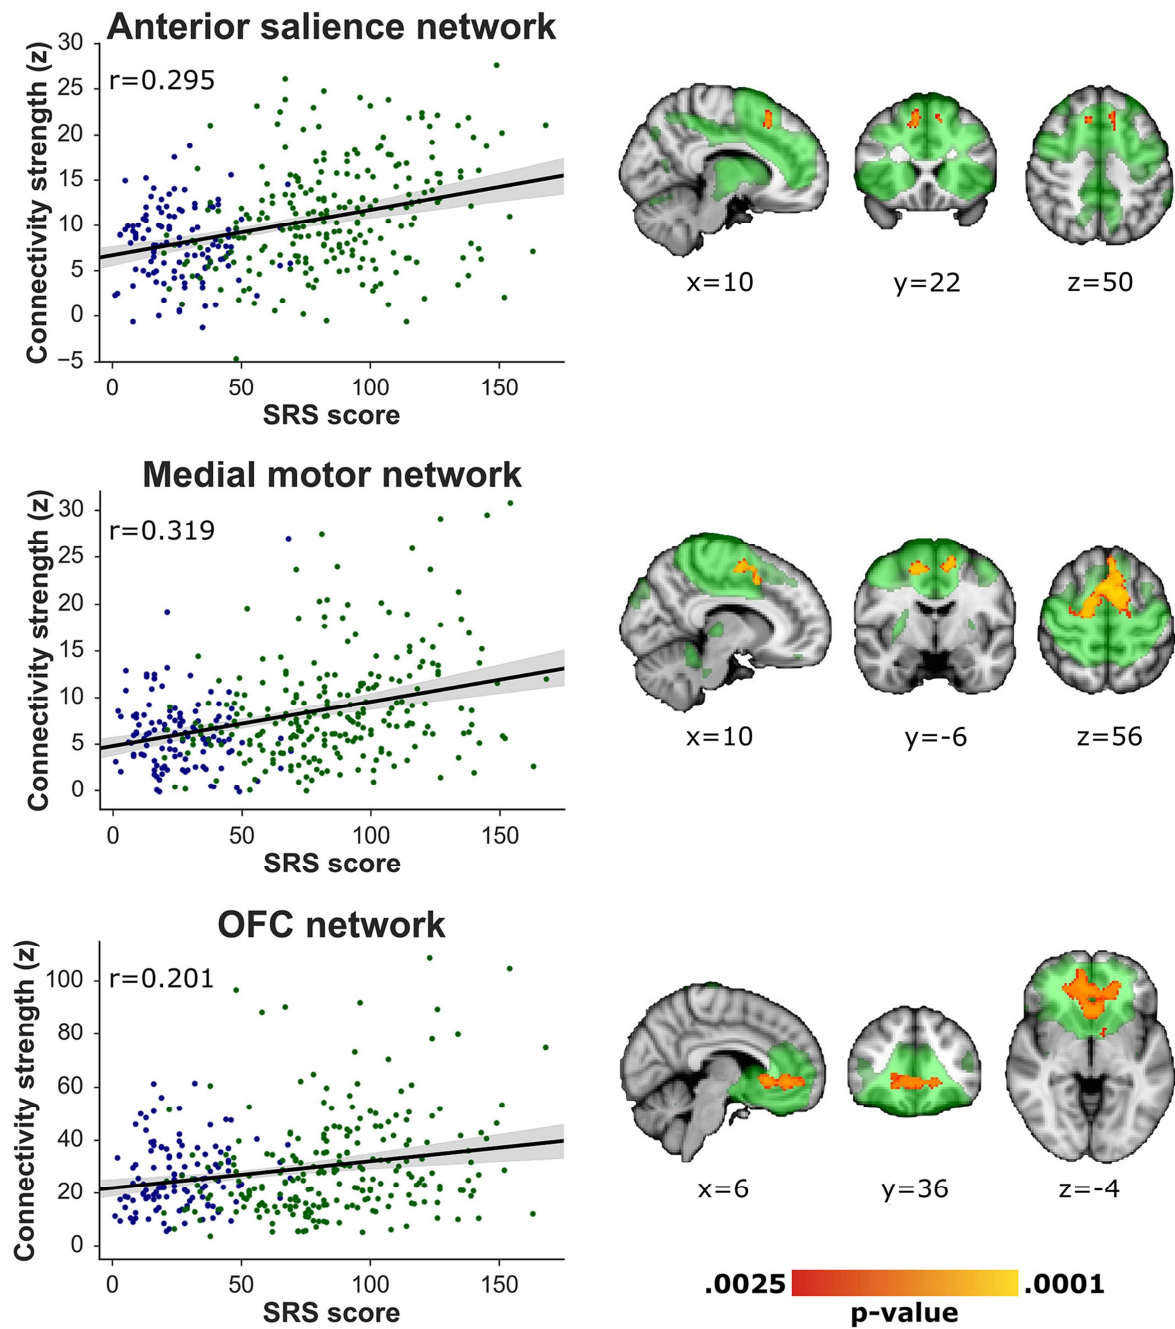 Anterior salience network
Connectivity strength (z)
30
25
20
15
10
5
0
−5
r=0.295
0 50 100 150
SRS score
x=10 y=22 z=50
Medial motor network
Connectivity strength (z)
30
25
20
15
10
5
0
r=0.319
0 50 100 150
SRS score
x=10 y=-6 z=56
OFC network
Connectivity strength (z)
100
80
60
40
20
0
r=0.201
0 50 100 150
SRS score
x=6 y=36 z=-4
.0025 .0001
p-value